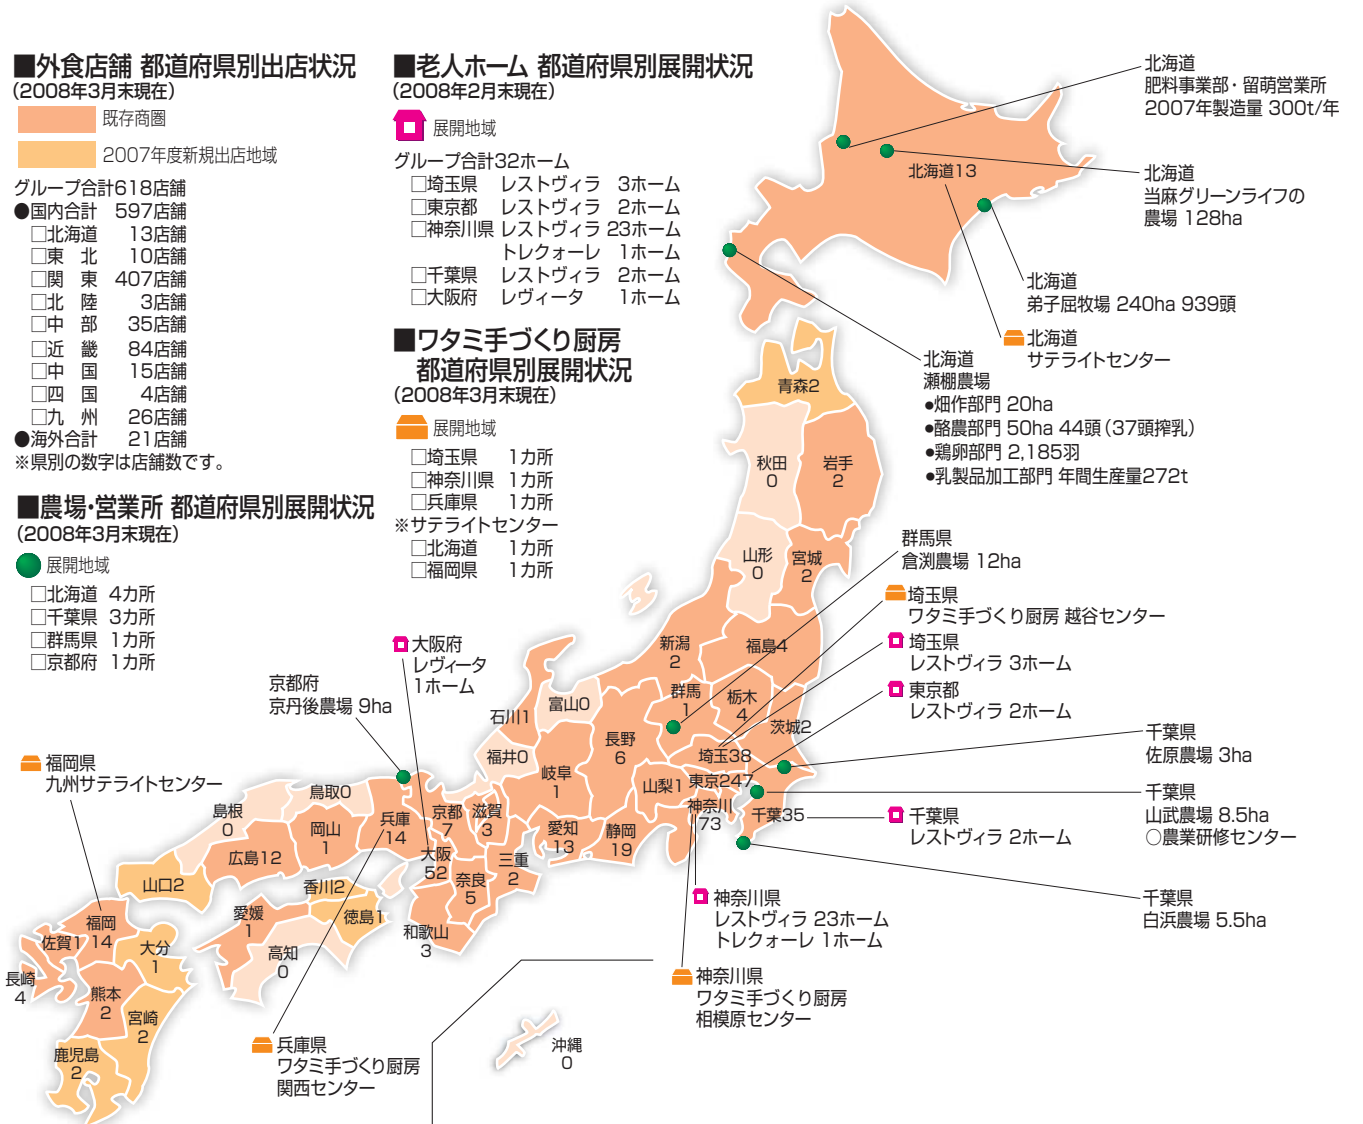 ■外食店舗 都道府県別出店状況
(2008年3月末現在)
既存商圏
2007年度新規出店地域
グループ合計618店舗
●国内合計 597店舗
□北海道 13店舗
□東 北 10店舗
□関 東 407店舗
□北 陸 3店舗
□中 部 35店舗
□近 畿 84店舗
□中 国 15店舗
□四 国 4店舗
□九 州 26店舗
●海外合計 21店舗
※県別の数字は店舗数です。
■農場・営業所 都道府県別展開状況
(2008年3月末現在)
展開地域
□北海道 4カ所
□千葉県 3カ所
□群馬県 1カ所
□京都府 1カ所
■老人ホーム 都道府県別展開状況
(2008年2月末現在)
展開地域
グループ合計32ホーム
□埼玉県 レストヴィラ 3ホーム
□東京都 レストヴィラ 2ホーム
□神奈川県 レストヴィラ 23ホーム
トレクォーレ 1ホーム
□千葉県 レストヴィラ 2ホーム
□大阪府 レヴィータ 1ホーム
■ワタミ手づくり厨房
都道府県別展開状況
(2008年3月末現在)
展開地域
□埼玉県 1カ所
□神奈川県 1カ所
□兵庫県 1カ所
※サテライトセンター
□北海道 1カ所
□福岡県 1カ所
北海道
肥料事業部・留萌営業所
2007年製造量 300t/年
北海道
当麻グリーンライフの
農場 128ha
北海道13
北海道
弟子屈牧場 240ha 939頭
北海道
サテライトセンター
北海道
瀬棚農場
●畑作部門 20ha
●酪農部門 50ha 44頭(37頭搾乳)
●鶏卵部門 2,185羽
●乳製品加工部門 年間生産量272t
青森2
秋田
0
岩手
2
山形
0
宮城
2
新潟
2
福島4
群馬県
倉渕農場 12ha
埼玉県
ワタミ手づくり厨房 越谷センター
埼玉県
レストヴィラ 3ホーム
東京都
レストヴィラ 2ホーム
千葉県
佐原農場 3ha
千葉県
山武農場 8.5ha
○農業研修センター
千葉県
レストヴィラ 2ホーム
千葉県
白浜農場 5.5ha
群馬
1
栃木
4
茨城2
埼玉38
東京247
神奈川
73
千葉35
山梨1
長野
6
富山0
石川1
福井0
岐阜
1
静岡
19
愛知
13
三重
2
滋賀
3
京都
7
大阪
52
奈良
5
和歌山
3
兵庫
14
大阪府
レヴィータ
1ホーム
京都府
京丹後農場 9ha
福岡県
九州サテライトセンター
鳥取0
島根
0
岡山
1
広島12
山口2
香川2
徳島1
愛媛
1
高知
0
福岡
14
佐賀1
長崎
4
大分
1
熊本
2
宮崎
2
鹿児島
2
沖縄
0
神奈川県
レストヴィラ 23ホーム
トレクォーレ 1ホーム
神奈川県
ワタミ手づくり厨房
相模原センター
兵庫県
ワタミ手づくり厨房
関西センター